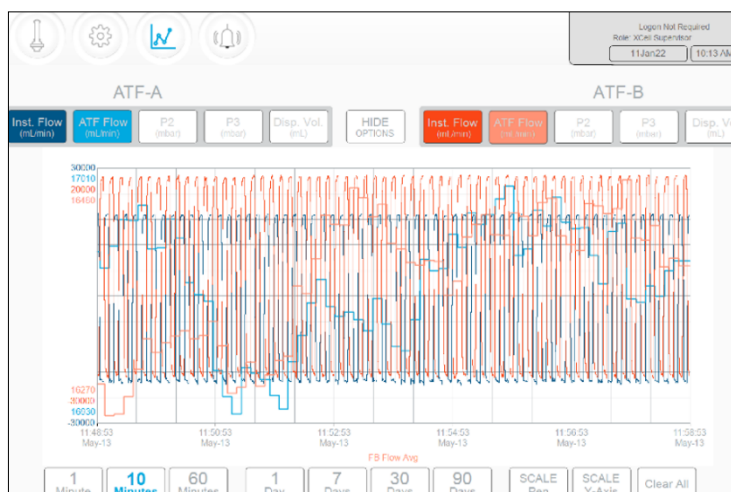 Logon Not Required
Role: XCell Supervisor
11Jan22 10:13 AM
ATF-A
ATF-B
Inst. Flow
(mL/min)
ATF Flow
(mL/min)
P2
(mbar)
P3
(mbar)
Disp. Vol.
(mL)
HIDE
OPTIONS
Inst. Flow
(mL/min)
ATF Flow
(mL/min)
P2
(mbar)
P3
(mbar)
Disp. Vo
(mL)
30000
17010
20000
16460
16270
30000
16030
-30000
11:48:53
May-13
11:50:53
May-13
11:52:53
May-13
11:54:53
May-13
11:56:53
May-13
11:58:53
May-13
FB Flow Avg
1
Minute
10
Minutes
60
Minutes
1
Day
7
Days
30
Days
90
Days
SCALE
Pen
SCALE
Y-Axis
Clear All